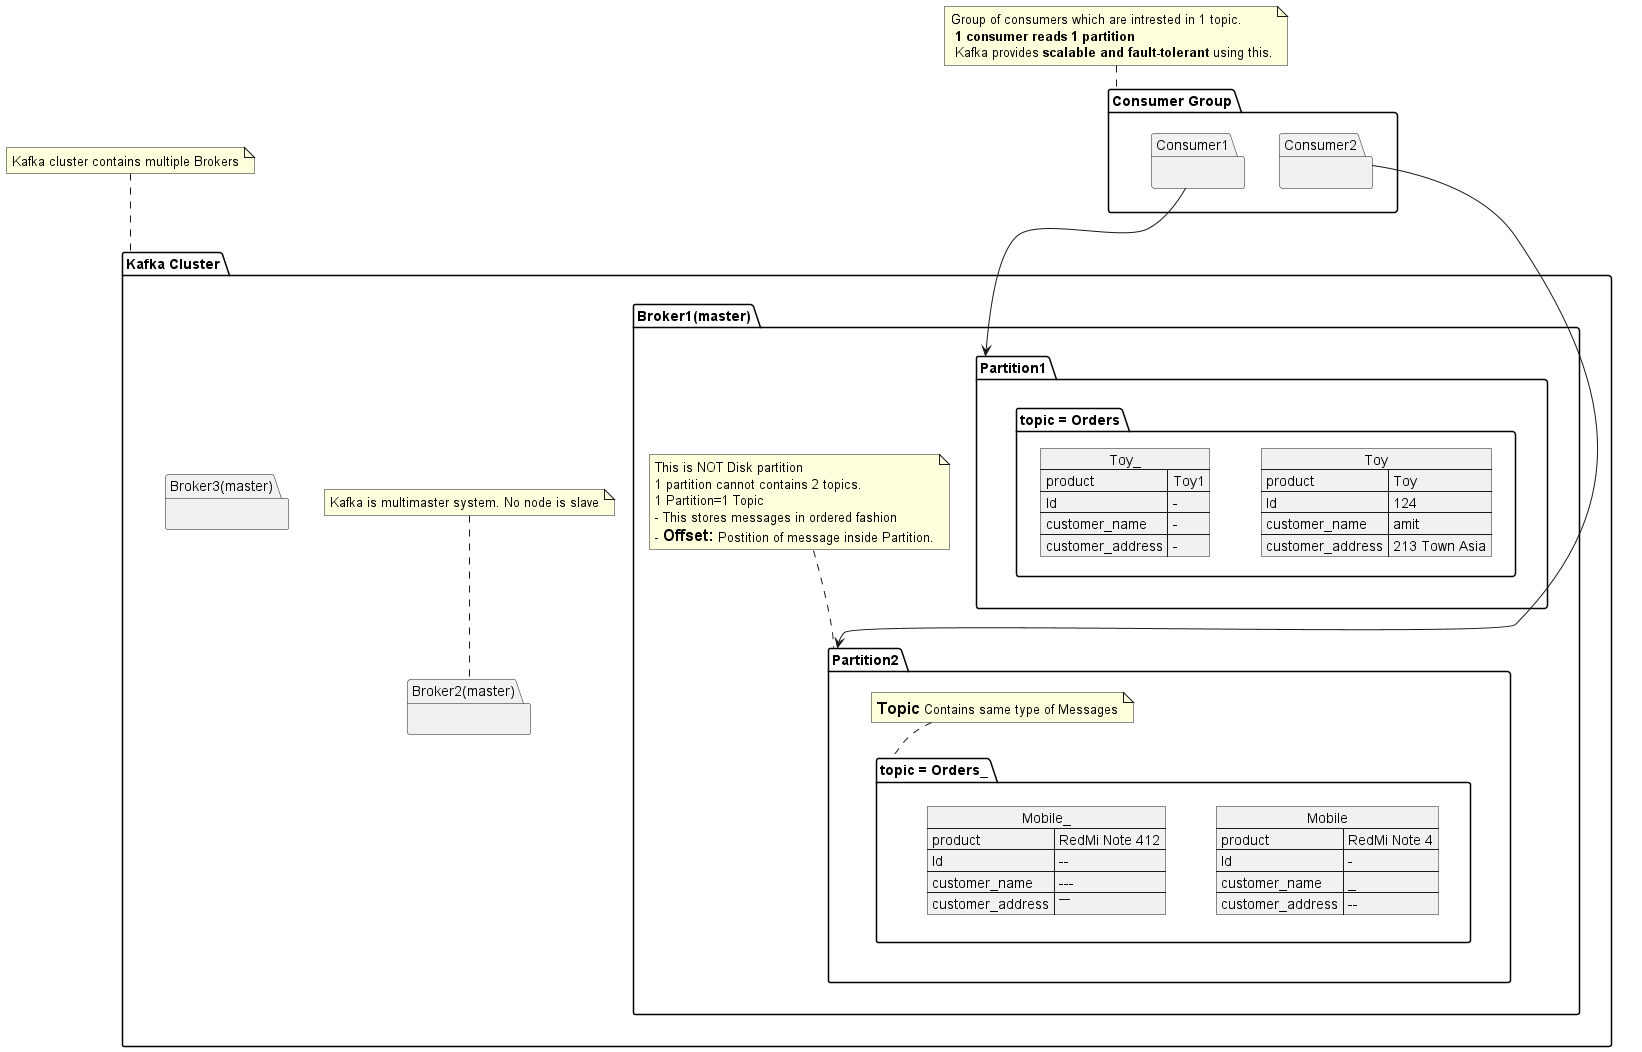 Group of consumers which are intrested in 1 topic.
1 consumer reads 1 partition
Kafka provides scalable and fault-tolerant using this.
Consumer Group
Consumer1
Consumer2
Kafka cluster contains multiple Brokers
Kafka Cluster
Broker1(master)
Partition1
topic = Orders
Toy_
product Toy1
Id -
customer_name -
customer_address -
Toy
product Toy
Id 124
customer_name amit
customer_address 213 Town Asia
This is NOT Disk partition
1 partition cannot contains 2 topics.
1 Partition=1 Topic
- This stores messages in ordered fashion
- Offset: Postition of message inside Partition.
Broker3(master)
Kafka is multimaster system. No node is slave
Broker2(master)
Partition2
Topic Contains same type of Messages
topic = Orders_
Mobile_
product RedMi Note 412
Id --
customer_name ---
customer_address
Mobile
product RedMi Note 4
Id -
customer_name _
customer_address --